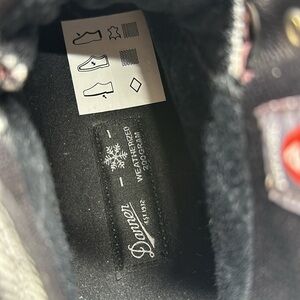 WEATHERIZED
200 GRAM
Danner
EST. 1932